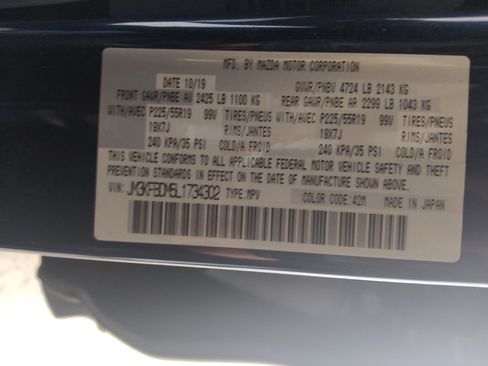 MFD. BY MAZDA MOTOR CORPORATION
DATE 10/19 GVWR/PNBV 4724 LB 2143 KG
FRONT GAWR/PNBE AV 2425 LB 1100 KG REAR GAWR/PNBE AR 2299 LB 1043 KG
WITH/AVEC P225/55R19 99V TIRES/PNEUS WITH/AVEC P225/55R19 99V TIRES/PNEUS
19X7J RIMS/JANTES 19X7J RIMS/JANTES
240 KPA/35 PSI COLD/A FROID 240 KPA/35 PSI COLD/A FROID
THIS VEHICLE CONFORMS TO ALL APPLICABLE FEDERAL MOTOR VEHICLE SAFETY AND THEFT
PREVENTION STANDARDS IN EFFECT ON THE DATE OF MANUFACTURE SHOWN ABOVE.
VIN: JM3KFBDM5L1734302 TYPE:MPV
COLOR CODE:42M MADE IN JAPAN